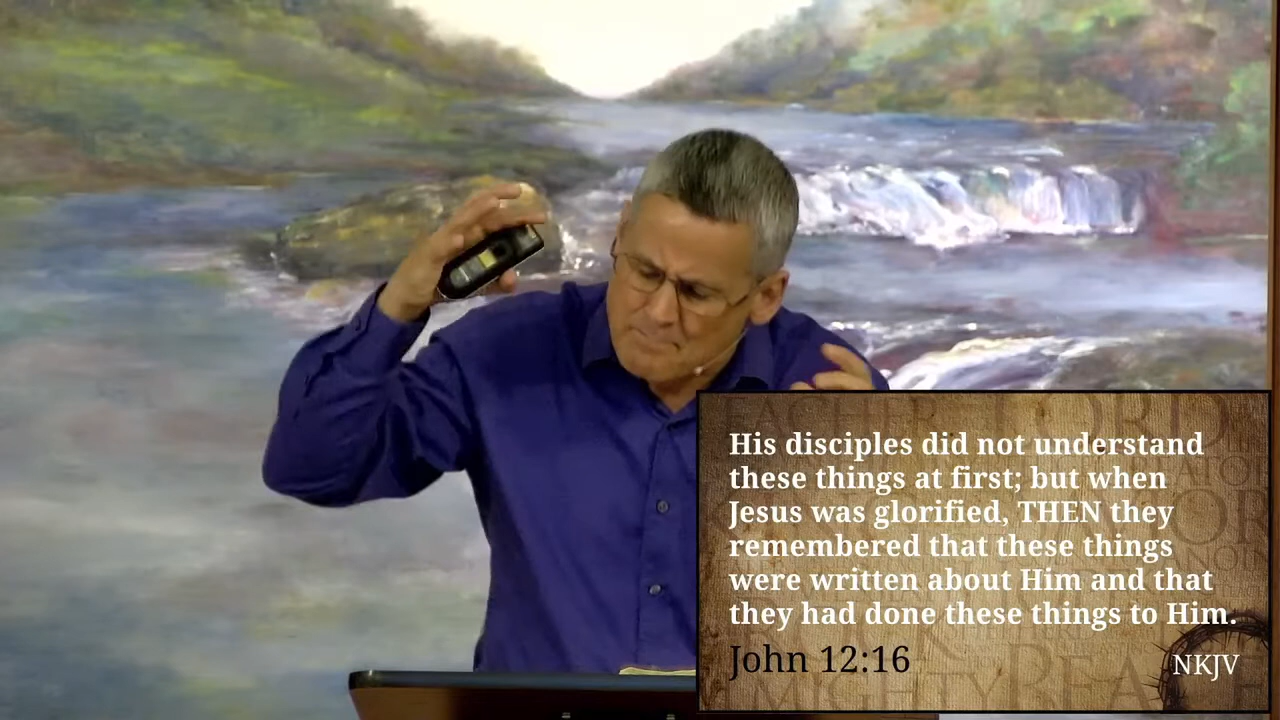 His disciples did not understand
these things at first; but when
Jesus was glorified, THEN they
remembered that these things
were written about Him and that
they had done these things to Him.
John 12:16
NKJV